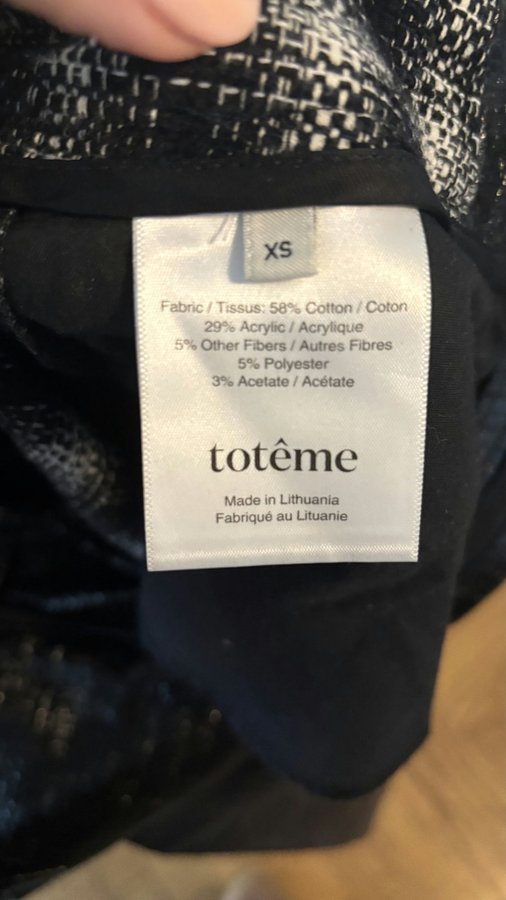 XS
Fabric / Tissus: 58% Cotton / Coton
29% Acrylic / Acrylique
5% Other Fibers / Autres Fibres
5% Polyester
3% Acetate / Acétate
totême
Made in Lithuania
Fabriqué au Lituanie